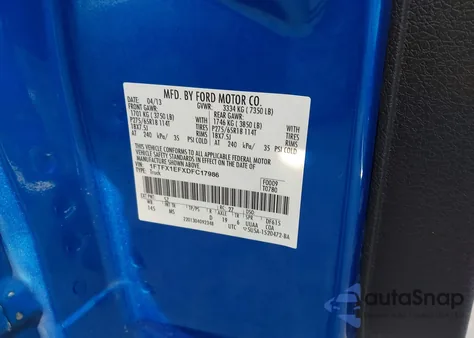 MFD. BY FORD MOTOR CO.
DATE: 04/13 GVWR: 3334 KG ( 7350 LB)
FRONT GAWR: REAR GAWR:
1701 KG ( 3750 LB) WITH 1746 KG ( 3850 LB) WITH
P275/65R18 114T TIRES P275/65R18 114T TIRES
18X7.5J RIMS 18X7.5J RIMS
AT 240 kPa/ 35 PSI COLD AT 240 kPa/ 35 PSI COLD
THIS VEHICLE CONFORMS TO ALL APPLICABLE FEDERAL MOTOR
VEHICLE SAFETY STANDARDS IN EFFECT ON THE DATE OF
MANUFACTURE SHOWN ABOVE.
VIN: 1FTFX1EFXDFC17986
TYPE: Truck
145 MS
UTC
autaSnap